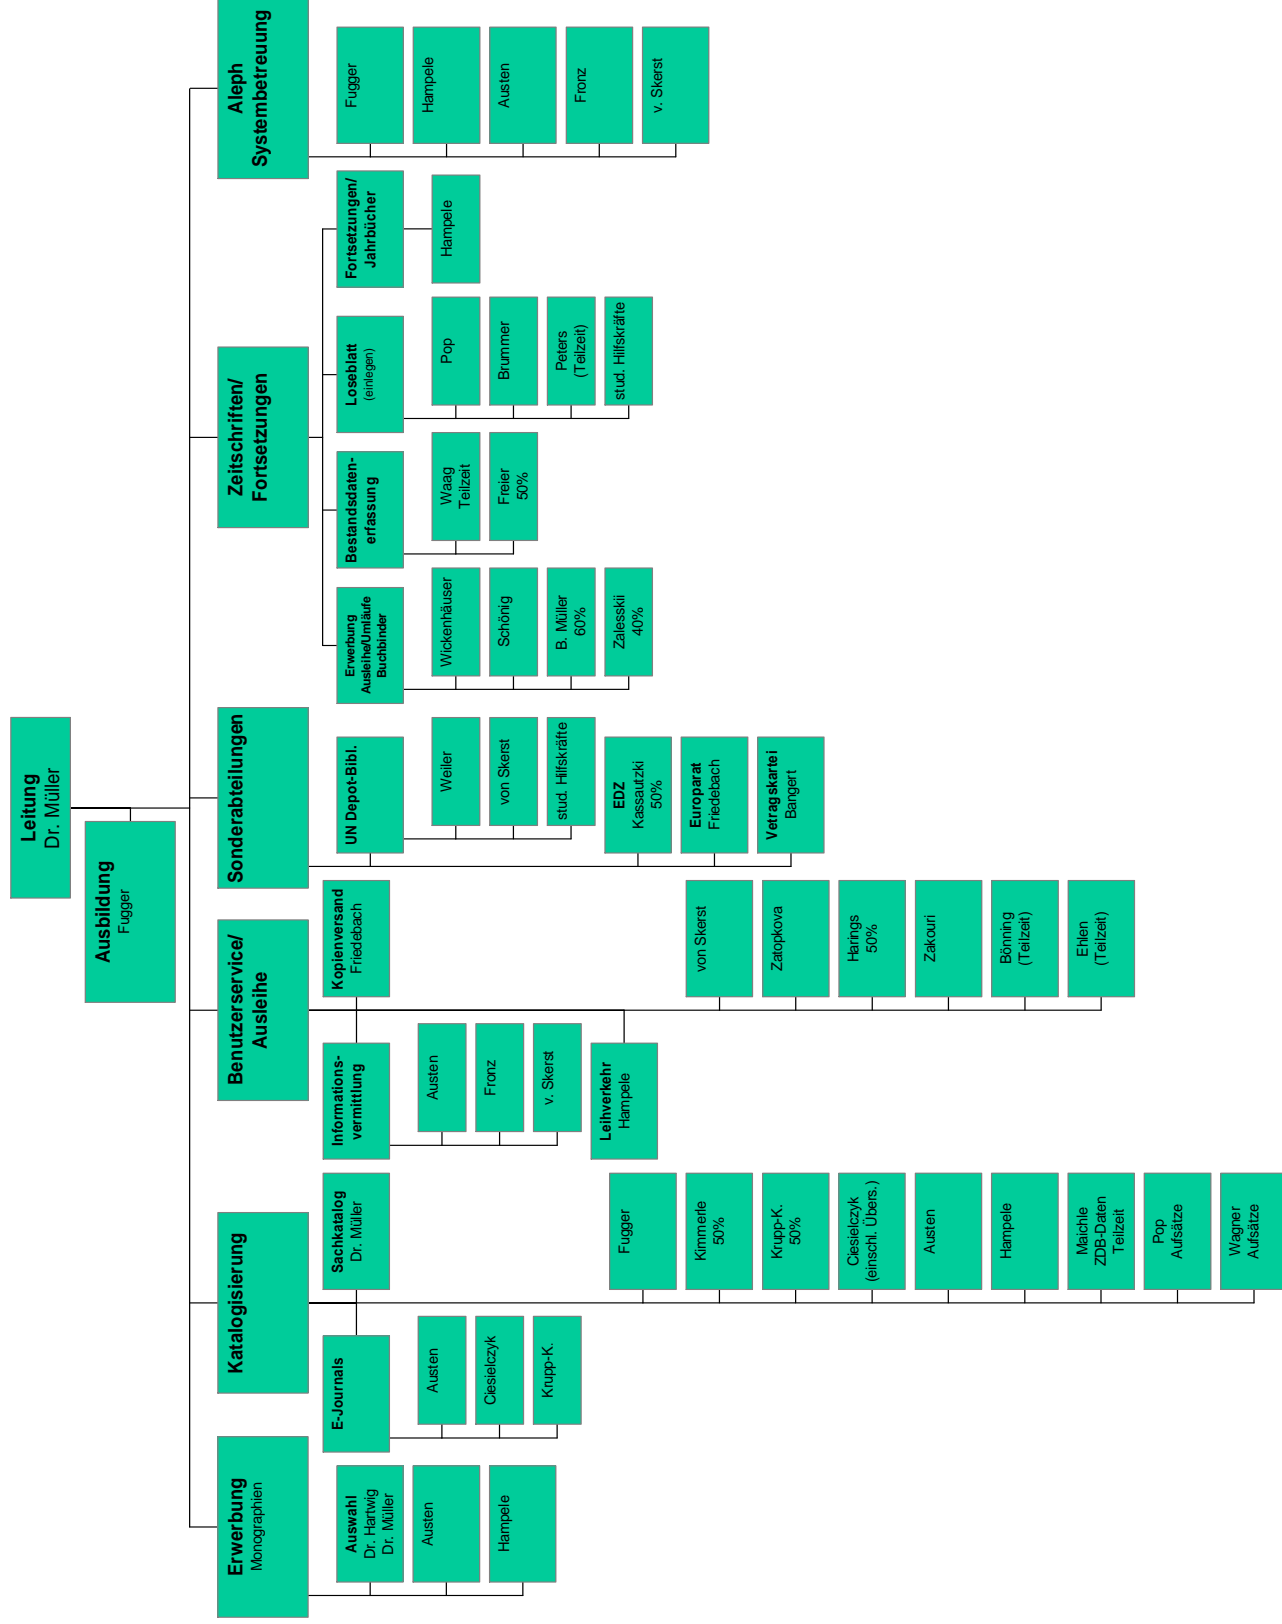 Leitung
Dr. Müller
Ausbildung
Fugger
Erwerbung
Monographien
Auswahl
Dr. Hartwig
Dr. Müller
Austen
Hampele
Katalogisierung
E-Journals
Austen
Ciesielczyk
Krupp-K.
Sachkatalog
Dr. Müller
Fugger
Kimmerle
50%
Krupp-K.
50%
Ciesielczyk
(einschl. Übers.)
Austen
Hampele
Maichle
ZDB-Daten
Teilzeit
Pop
Aufsätze
Wagner
Aufsätze
Benutzerservice/
Ausleihe
Informations-
vermittlung
Austen
Fronz
v. Skerst
Kopienversand
Friedebach
Leihverkehr
Hampele
von Skerst
Zatopkova
Harings
50%
Zakouri
Bönning
(Teilzeit)
Ehlen
(Teilzeit)
Sonderabteilungen
UN Depot-Bibl.
Weiler
von Skerst
stud. Hilfskräfte
EDZ
Kassautzki
50%
Europarat
Friedebach
Vetragskartei
Bangert
Zeitschriften/
Fortsetzungen
Erwerbung
Ausleihe/Umläufe
Buchbinder
Wickenhäuser
Schönig
B. Müller
60%
Zalesskii
40%
Bestandsdaten-
erfassung
Waag
Teilzeit
Freier
50%
Loseblatt
(einlegen)
Pop
Brummer
Peters
(Teilzeit)
stud. Hilfskräfte
Fortsetzungen/
Jahrbücher
Hampele
Aleph
Systembetreuung
Fugger
Hampele
Austen
Fronz
v. Skerst